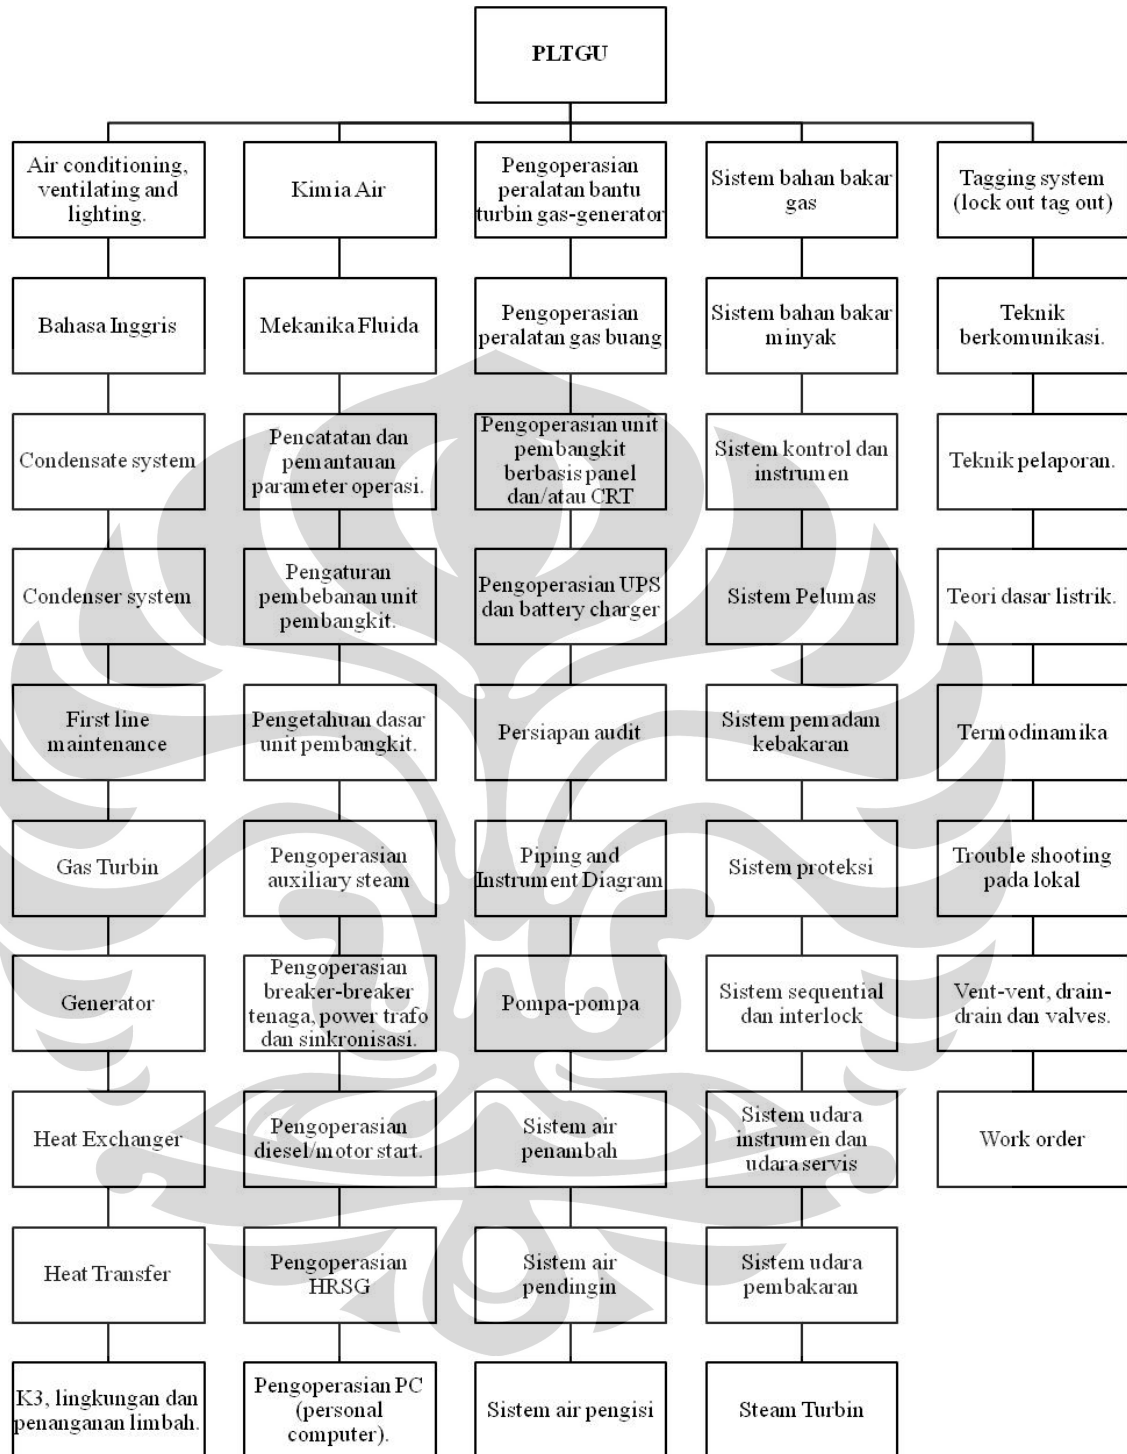 PLTGU
Air conditioning,
ventilating and
lighting.
Kimia Air
Pengoperasian
peralatan bantu
turbin gas-generator
Sistem bahan bakar
gas
Tagging system
(lock out tag out)
Bahasa Inggris
Mekanika Fluida
Pengoperasian
peralatan gas buang
Sistem bahan bakar
minyak
Teknik
berkomunikasi.
Condensate system
Pencatatan dan
pemantauan
parameter operasi.
Pengoperasian unit
pembangkit
berbasis panel
dan/atau CRT
Sistem kontrol dan
instrumen
Teknik pelaporan.
Condenser system
Pengaturan
pembebanan unit
pembangkit.
Pengoperasian UPS
dan battery charger
Sistem Pelumas
Teori dasar listrik.
First line
maintenance
Pengetahuan dasar
unit pembangkit.
Persiapan audit
Sistem pemadam
kebakaran
Termodinamika
Gas Turbin
Pengoperasian
auxiliary steam
Piping and
Instrument Diagram
Sistem proteksi
Trouble shooting
pada lokal
Generator
Pengoperasian
breaker-breaker
tenaga, power trafo
dan sinkronisasi.
Pompa-pompa
Sistem sequential
dan interlock
Vent-vent, drain-
drain dan valves.
Heat Exchanger
Pengoperasian
diesel/motor start.
Sistem air
penambah
Sistem udara
instrumen dan
udara servis
Work order
Heat Transfer
Pengoperasian
HRSG
Sistem air
pendingin
Sistem udara
pembakaran
K3, lingkungan dan
penanganan limbah.
Pengoperasian PC
(personal
computer).
Sistem air pengisi
Steam Turbin